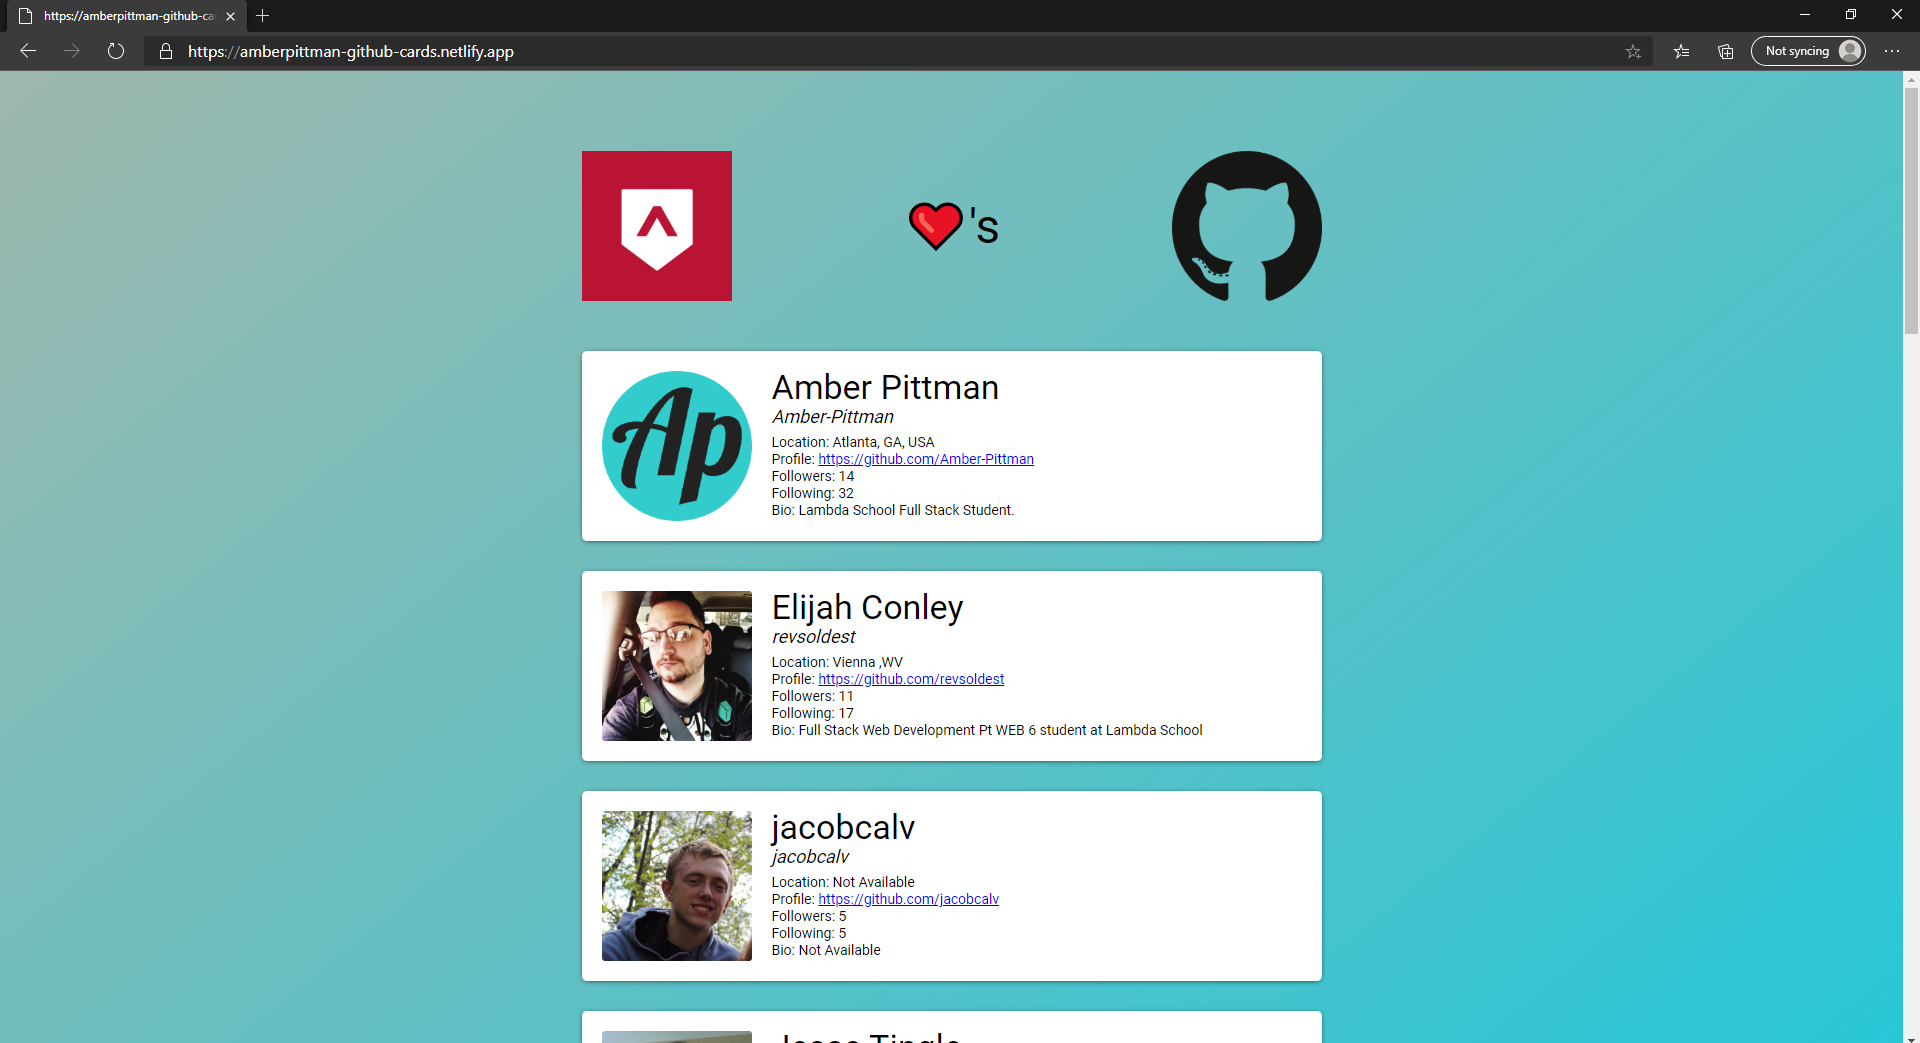 https://amberpittman-github-ca
Not syncing
https://amberpittman-github-cards.netlify.app
❤'s
Amber Pittman
Amber-Pittman
Location: Atlanta, GA, USA
Profile: https://github.com/Amber-Pittman
Followers: 14
Following: 32
Bio: Lambda School Full Stack Student.
Ap
Elijah Conley
revsoldest
Location: Vienna ,WV
Profile: https://github.com/revsoldest
Followers: 11
Following: 17
Bio: Full Stack Web Development Pt WEB 6 student at Lambda School
jacobcalv
jacobcalv
Location: Not Available
Profile: https://github.com/jacobcalv
Followers: 5
Following: 5
Bio: Not Available